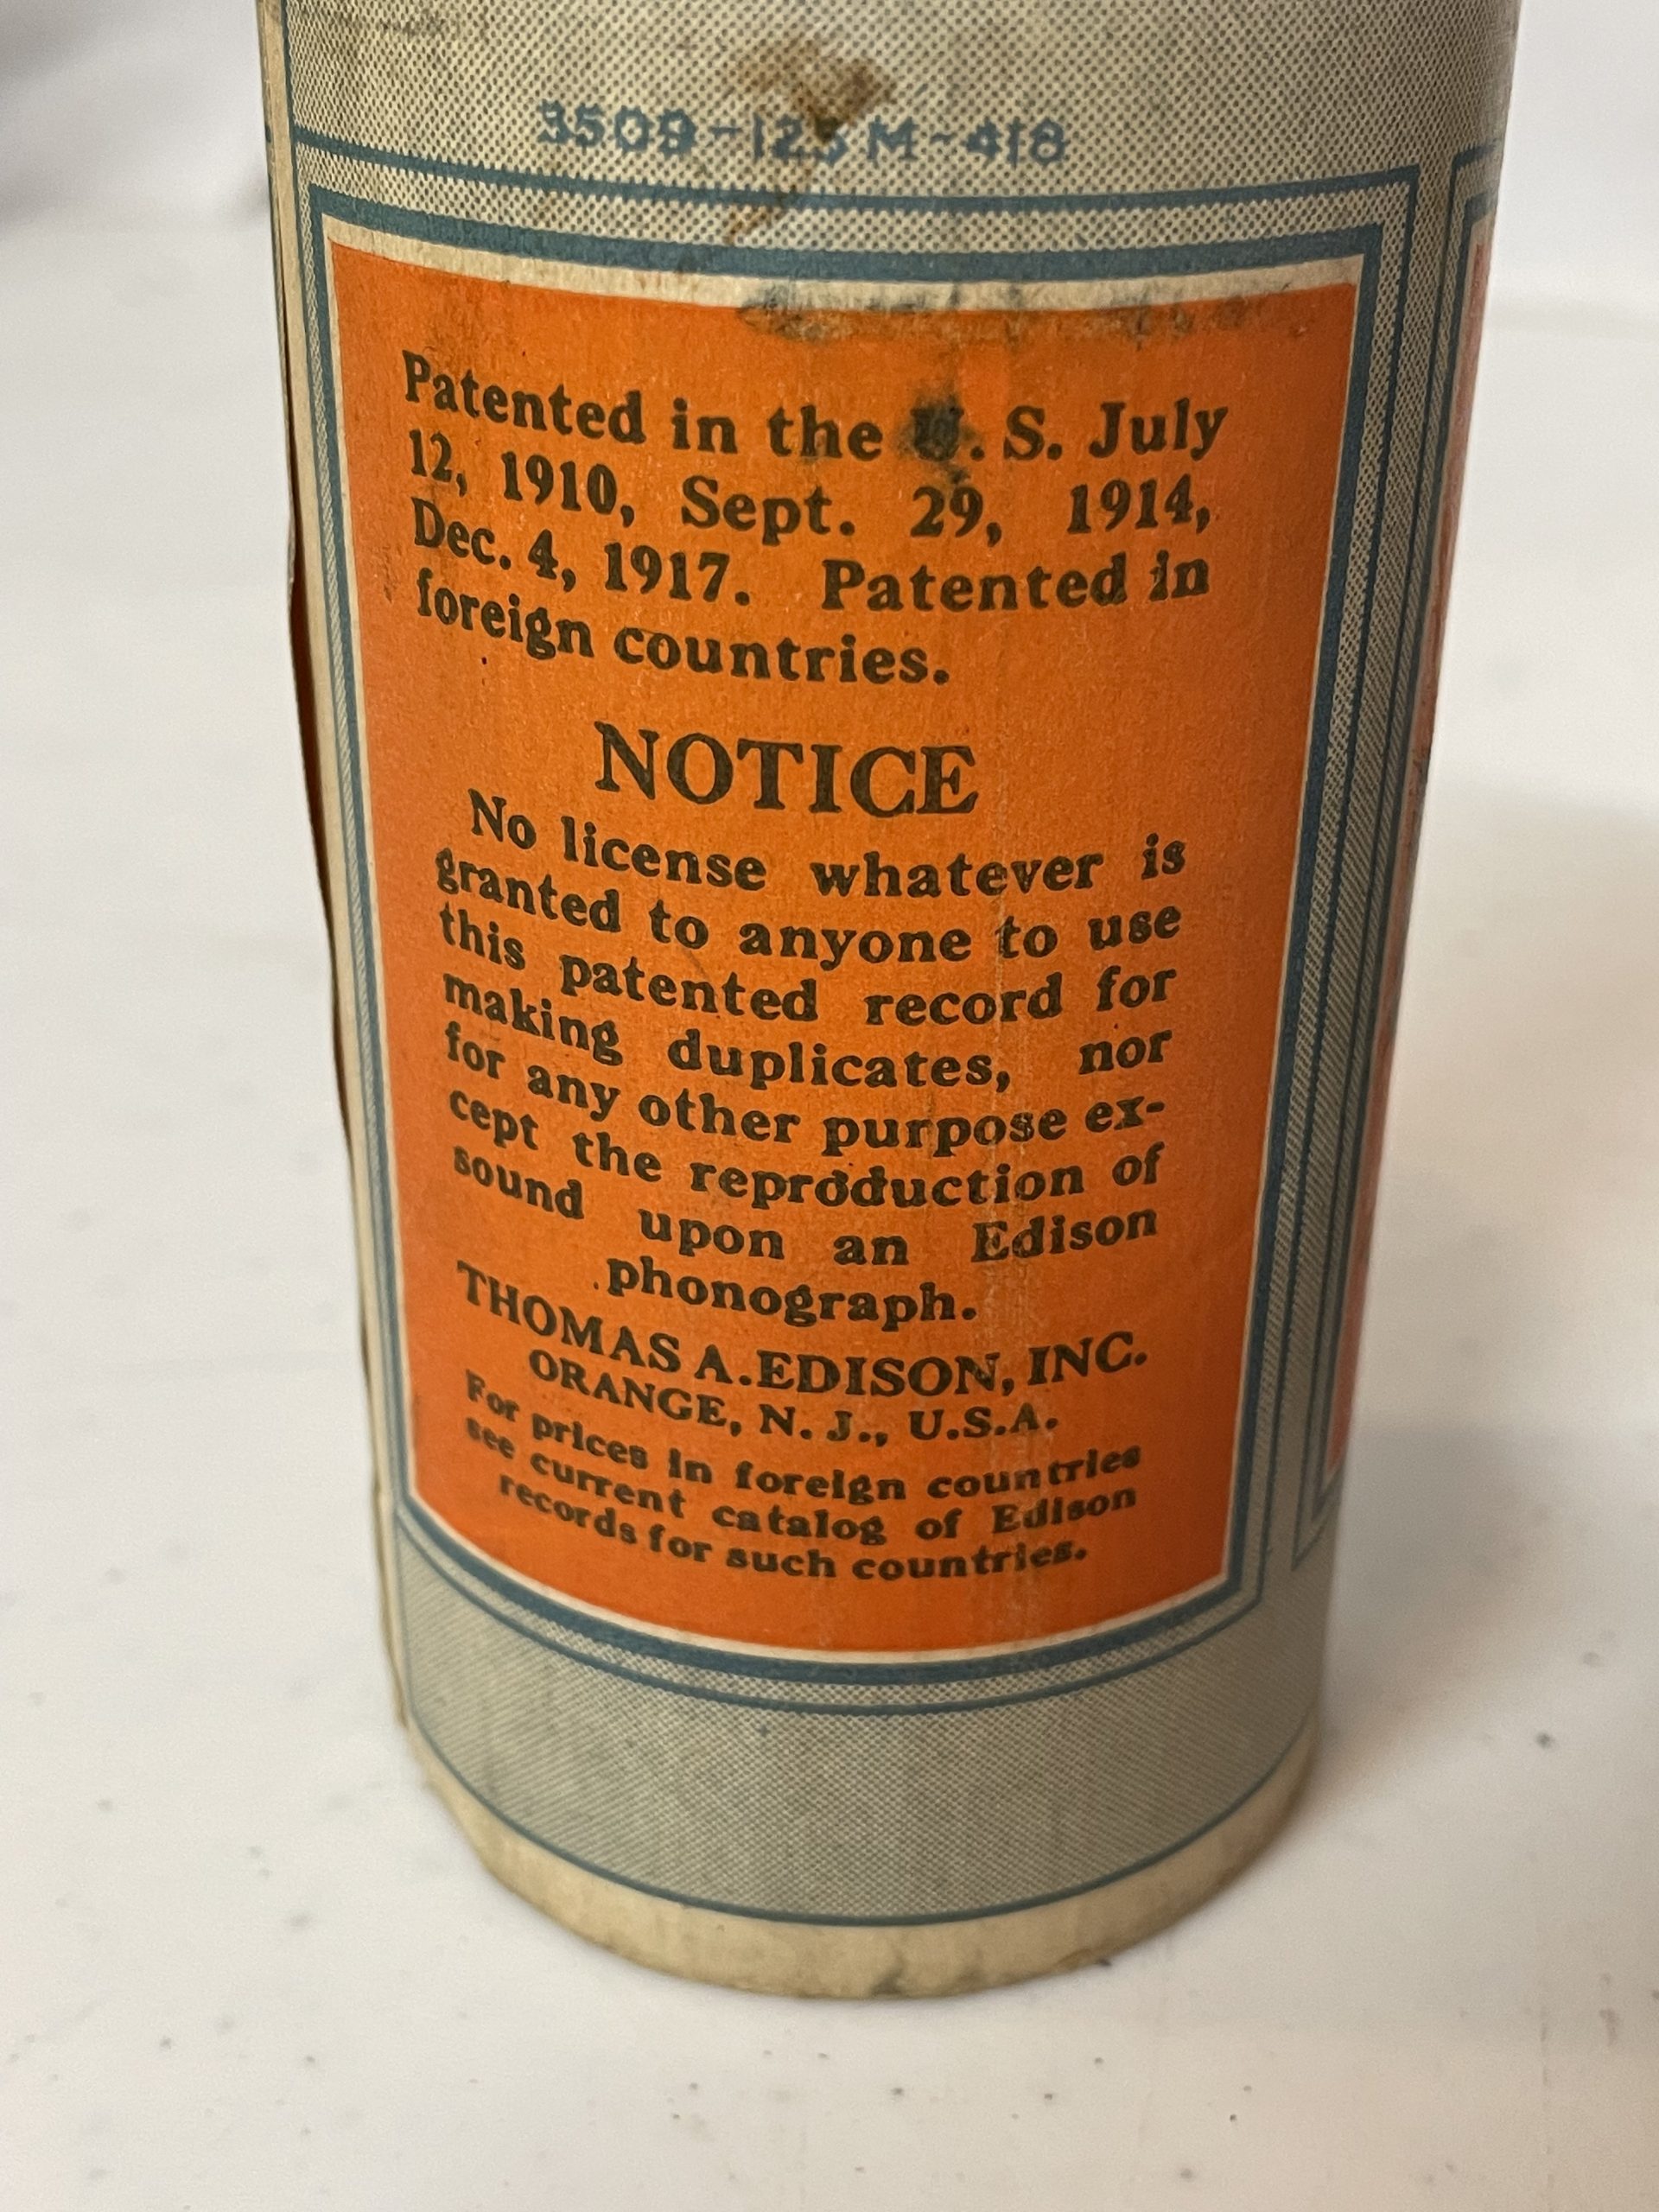 3509-125M-418
Patented in the U. S. July
12, 1910, Sept. 29, 1914,
Dec. 4, 1917. Patented in
foreign countries.
NOTICE
No license whatever is
granted to anyone to use
this patented record for
making duplicates, nor
for any other purpose ex-
cept the reproduction of
sound upon an Edison
phonograph.
THOMAS A. EDISON, INC.
ORANGE, N. J., U.S.A.
For prices in foreign countries
see current catalog of Edison
records for such countries.